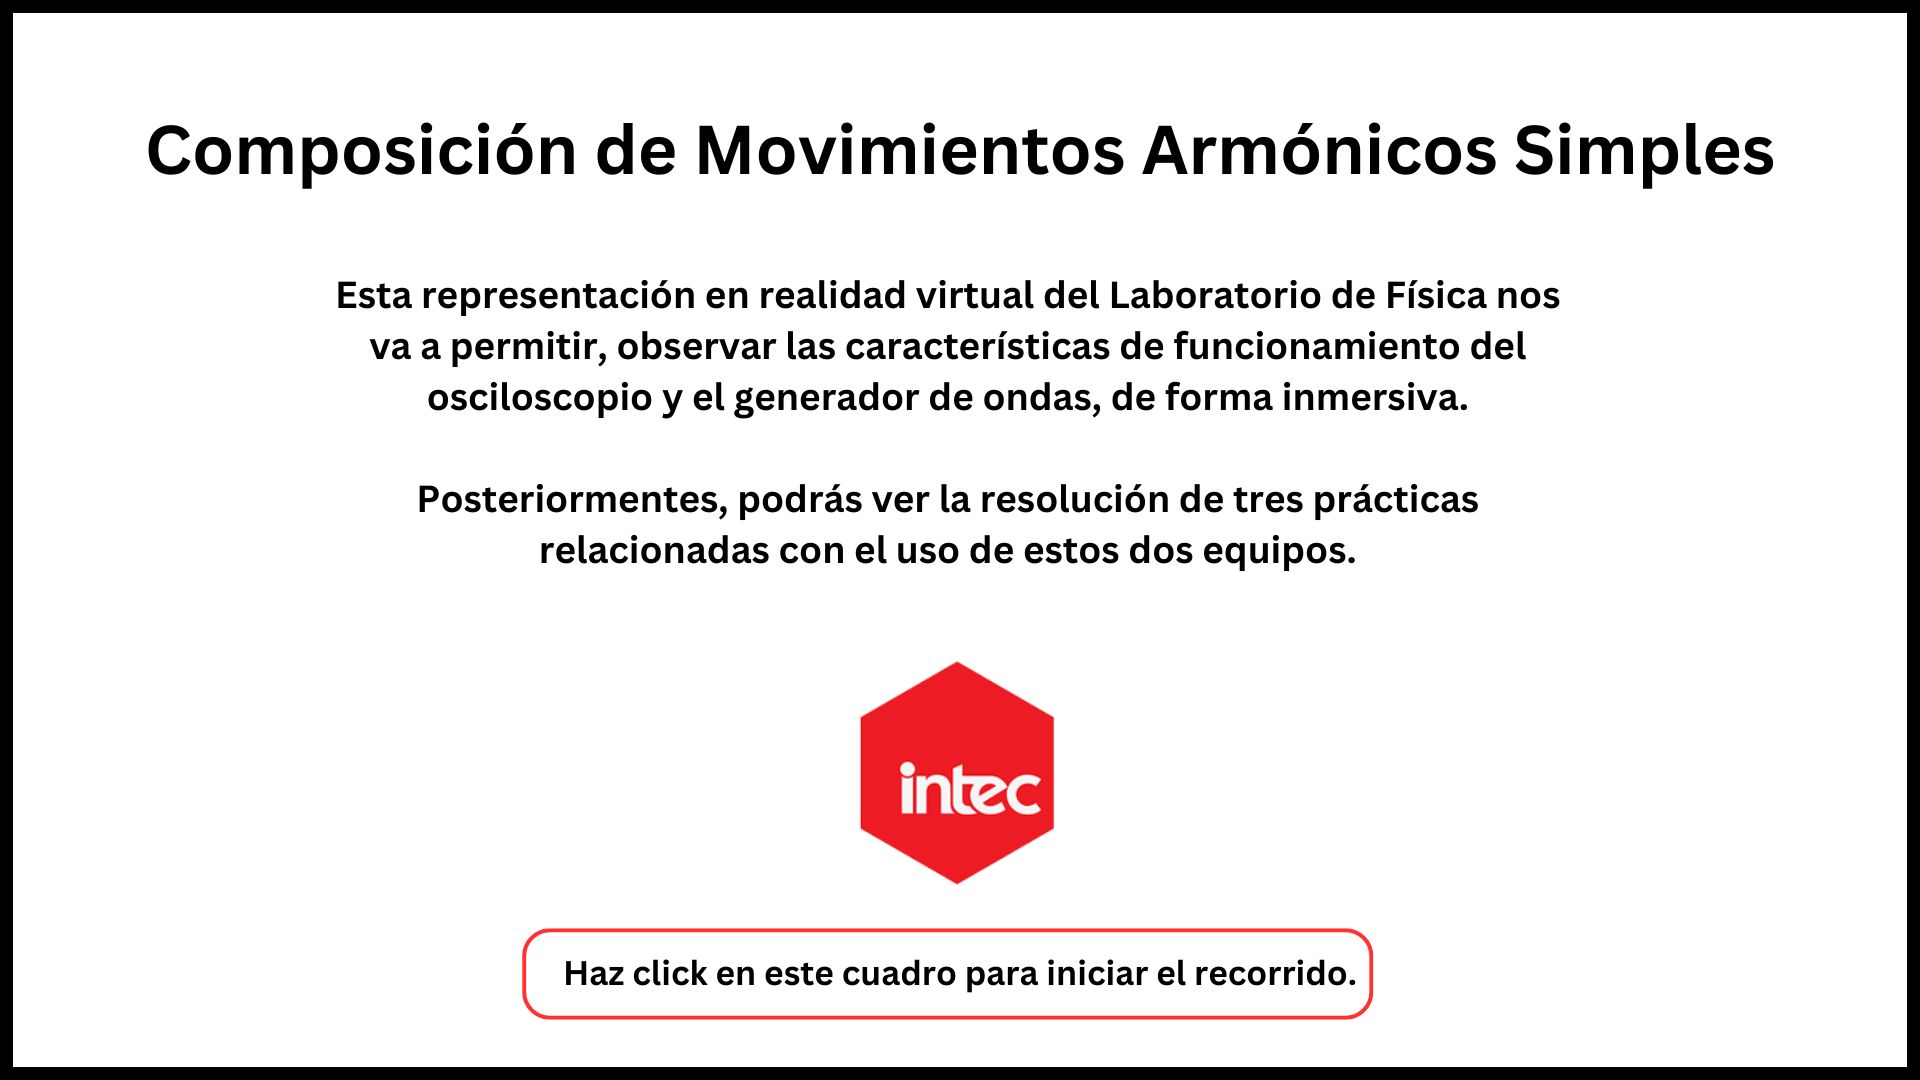 Composición de Movimientos Armónicos Simples
Esta representación en realidad virtual del Laboratorio de Física nos
va a permitir, observar las características de funcionamiento del
osciloscopio y el generador de ondas, de forma inmersiva.
Posteriormentes, podrás ver la resolución de tres prácticas
relacionadas con el uso de estos dos equipos.
intec
Haz click en este cuadro para iniciar el recorrido.